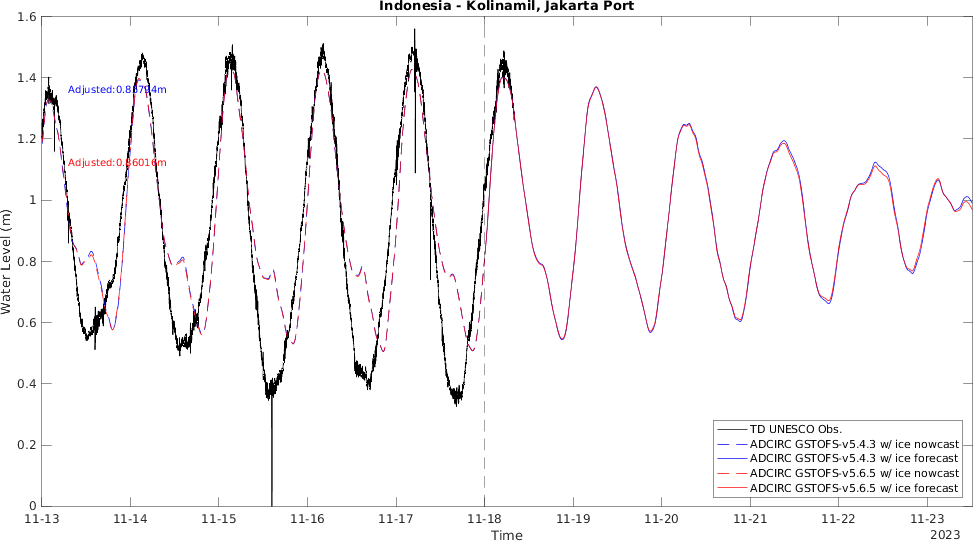 Indonesia - Kolinamil, Jakarta Port
Water Level (m)
1.6
1.4
1.2
1
0.8
0.6
0.4
0.2
0
Adjusted:0.86016m
TD UNESCO Obs.
ADCIRC GSTOFS-v5.4.3 w/ ice nowcast
ADCIRC GSTOFS-v5.4.3 w/ ice forecast
ADCIRC GSTOFS-v5.6.5 w/ ice nowcast
ADCIRC GSTOFS-v5.6.5 w/ ice forecast
11-13 11-14 11-15 11-16 11-17 11-18 11-19 11-20 11-21 11-22 11-23
Time
2023